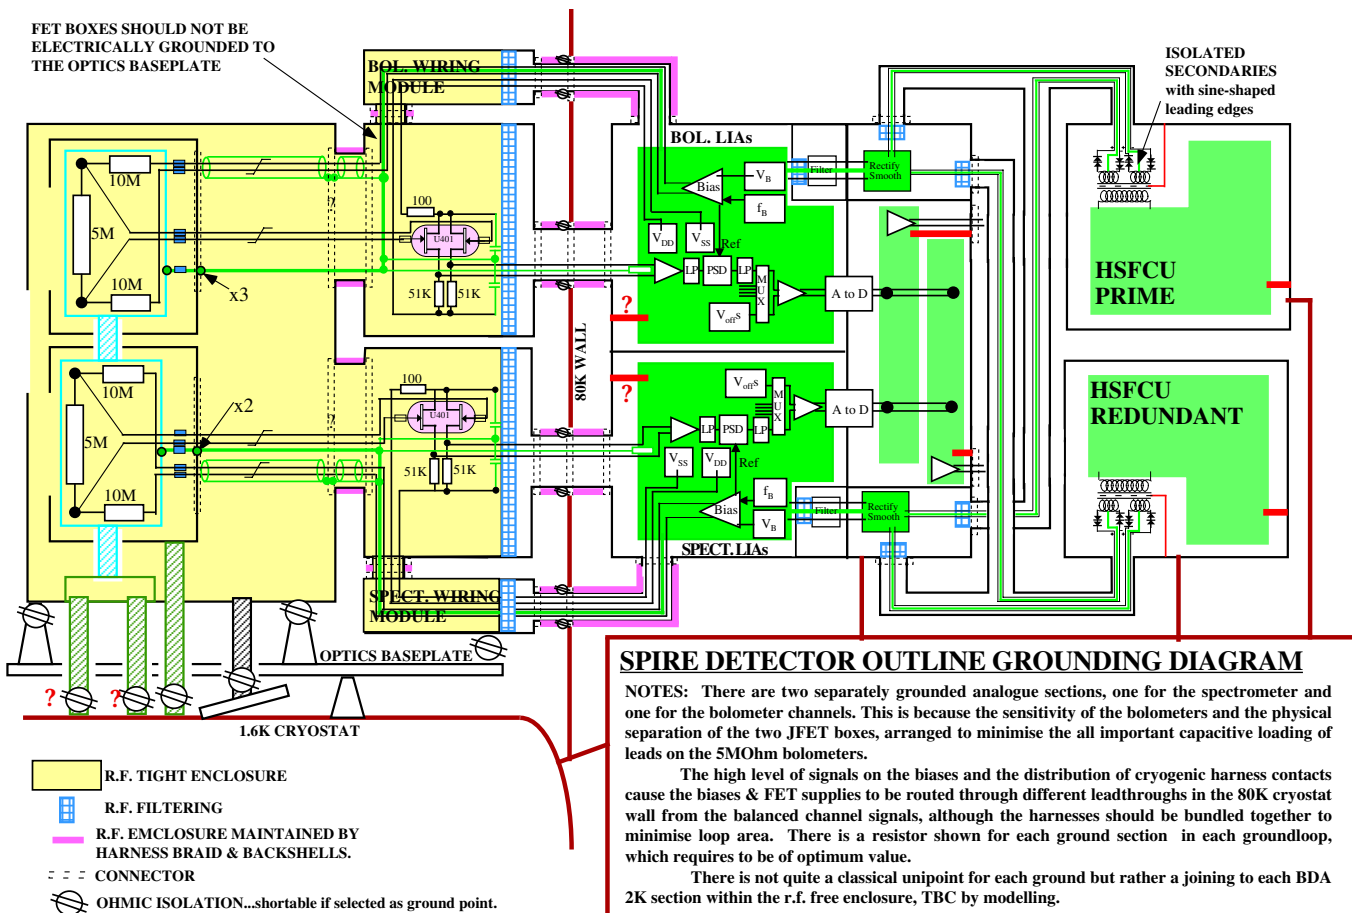 FET BOXES SHOULD NOT BE
ELECTRICALLY GROUNDED TO
THE OPTICS BASEPLATE
BOL. WIRING
MODULE
ISOLATED
SECONDARIES
with sine-shaped
leading edges
BOL. LIAs
10M
5M
10M
x3
100
U401
51K
51K
Bias
V_B
f_B
Filter
Rectify
Smooth
V_DD
V_SS
Ref
LP
PSD
LP
M
U
X
V_off s
A to D
?
80K WALL
HSFCU
PRIME
10M
5M
10M
x2
100
U401
51K
51K
?
V_off s
M
U
X
A to D
LP
PSD
LP
V_SS
V_DD
Ref
Bias
f_B
V_B
Filter
Rectify
Smooth
SPECT. LIAs
HSFCU
REDUNDANT
SPECT. WIRING
MODULE
OPTICS BASEPLATE
?
?
1.6K CRYOSTAT
R.F. TIGHT ENCLOSURE
R.F. FILTERING
R.F. EMCLOSURE MAINTAINED BY
HARNESS BRAID & BACKSHELLS.
CONNECTOR
OHMIC ISOLATION...shortable if selected as ground point.
SPIRE DETECTOR OUTLINE GROUNDING DIAGRAM
NOTES: There are two separately grounded analogue sections, one for the spectrometer and
one for the bolometer channels. This is because the sensitivity of the bolometers and the physical
separation of the two JFET boxes, arranged to minimise the all important capacitive loading of
leads on the 5MOhm bolometers.
The high level of signals on the biases and the distribution of cryogenic harness contacts
cause the biases & FET supplies to be routed through different leadthroughs in the 80K cryostat
wall from the balanced channel signals, although the harnesses should be bundled together to
minimise loop area. There is a resistor shown for each ground section in each groundloop,
which requires to be of optimum value.
There is not quite a classical unipoint for each ground but rather a joining to each BDA
2K section within the r.f. free enclosure, TBC by modelling.